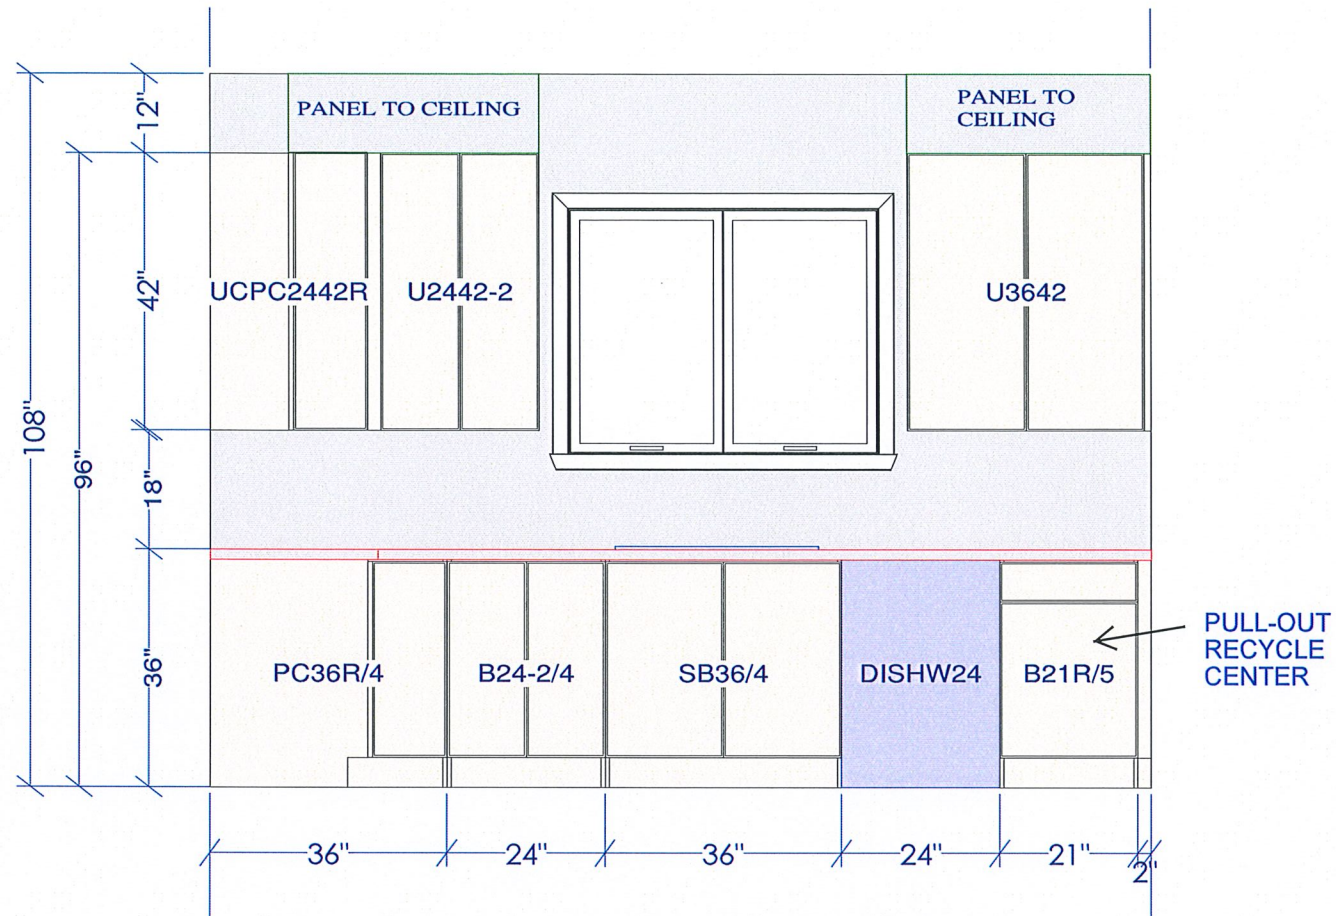 PANEL TO CEILING
PANEL TO
CEILING
12"
UCPC2442R
U2442-2
U3642
42"
108"
96"
18"
36"
PC36R/4
B24-2/4
SB36/4
DISHW24
B21R/5
PULL-OUT
RECYCLE
CENTER
36"
24"
36"
24"
21"
2"